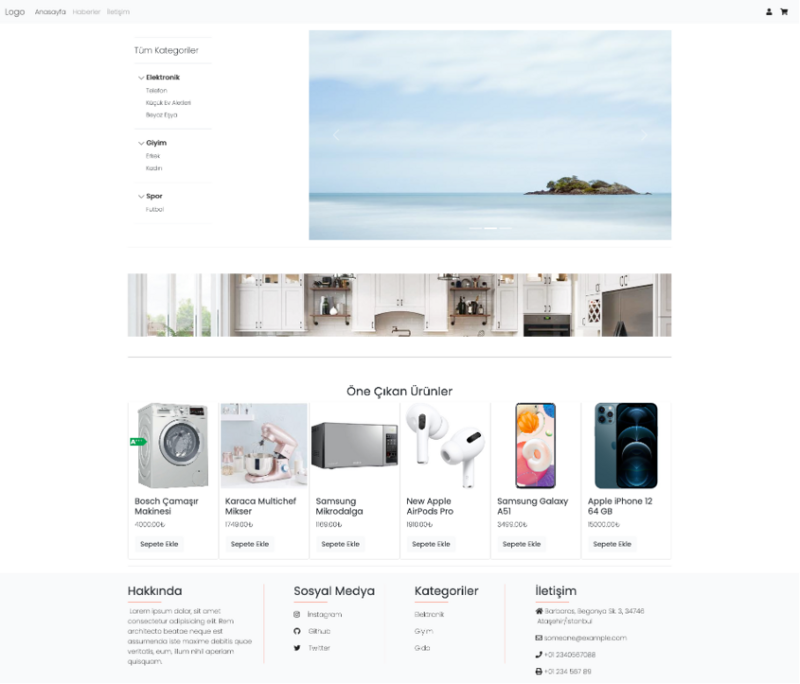 Logo Anasayfa Haberler İletişim
Tüm Kategoriler
Elektronik
Telefon
Küçük Ev Aletleri
Beyaz Eşya
Giyim
Erkek
Kadın
Spor
Futbol
Öne Çıkan Ürünler
A+++
Bosch Çamaşır
Makinesi
4000.00₺
Sepete Ekle
Karaca Multichef
Mikser
1749.00₺
Sepete Ekle
Samsung
Mikrodalga
1169.00₺
Sepete Ekle
New Apple
AirPods Pro
1910.00₺
Sepete Ekle
Samsung Galaxy
A51
3499.00₺
Sepete Ekle
Apple iPhone 12
64 GB
15000.00₺
Sepete Ekle
Hakkında
Lorem ipsum dolor, sit amet
consectetur adipisicing elit. Rem
architecto beatae neque est
assumenda iste maxime debitis quae
veritatis, eum, illum nihil aperiam
quisquam.
Sosyal Medya
Instagram
Github
Twitter
Kategoriler
Elektronik
Giyim
Gıda
İletişim
Barbaros, Begonya Sk. 3, 34746
Ataşehir/İstanbul
someone@example.com
+01 2340567088
+01 234 567 89